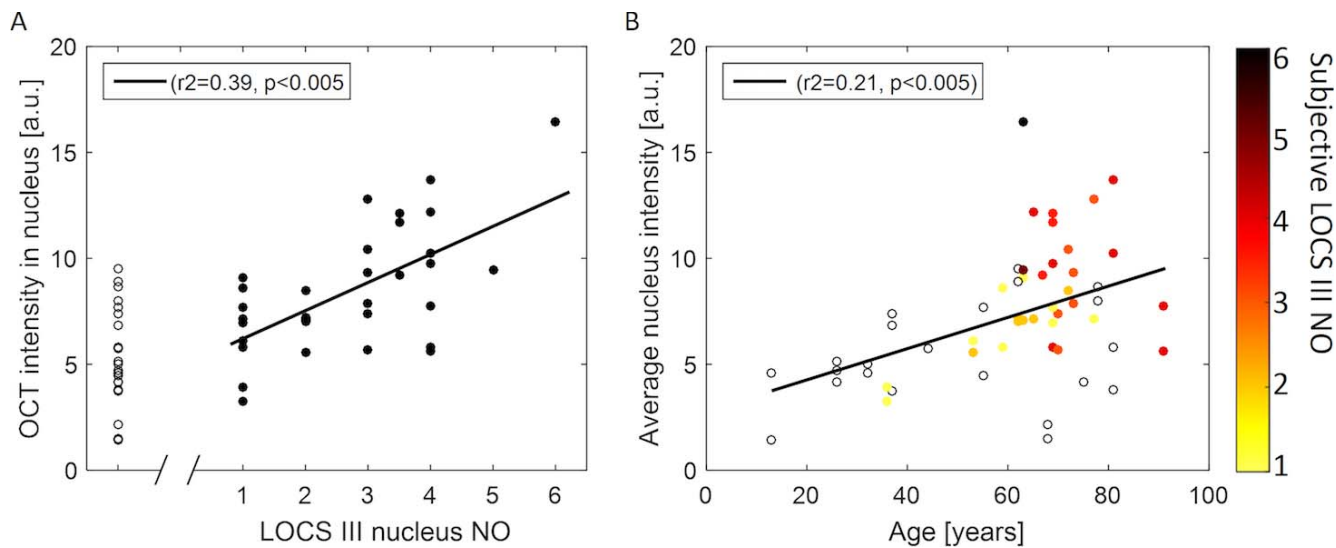 A
20
15
10
5
0
OCT intensity in nucleus [a.u.]
(r2=0.39, p<0.005
1 2 3 4 5 6
LOCS III nucleus NO
B
20
15
10
5
0
Average nucleus intensity [a.u.]
(r2=0.21, p<0.005)
0 20 40 60 80 100
Age [years]
6
5
4
3
2
1
Subjective LOCS III NO